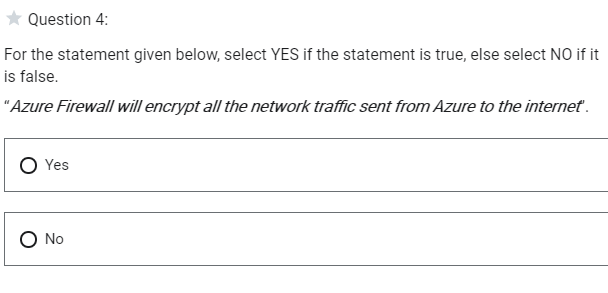 Question 4:
For the statement given below, select YES if the statement is true, else select NO if it
is false.
"Azure Firewall will encrypt all the network traffic sent from Azure to the internet".
Yes
No